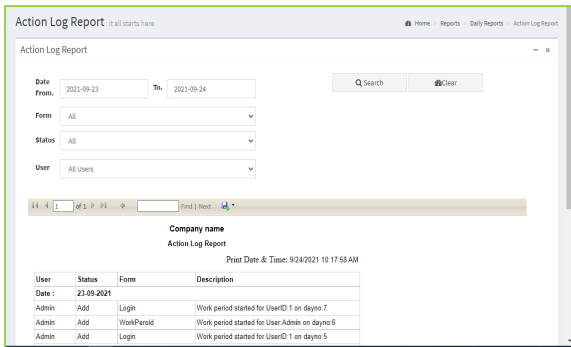 Action Log Report it all starts here
Home > Reports > Daily Reports > Action Log Report
Action Log Report
Date From. 2021-09-23 To. 2021-09-24 Search Clear
Form All
Status All
User All Users
1 of 1 Find | Next
Company name
Action Log Report
Print Date & Time: 9/24/2021 10:17:58 AM
User Status Form Description
Date : 23-09-2021
Admin Add Login Work period started for UserID:1 on dayno:7
Admin Add WorkPeroid Work period started for User:Admin on dayno:6
Admin Add Login Work period started for UserID:1 on dayno:5